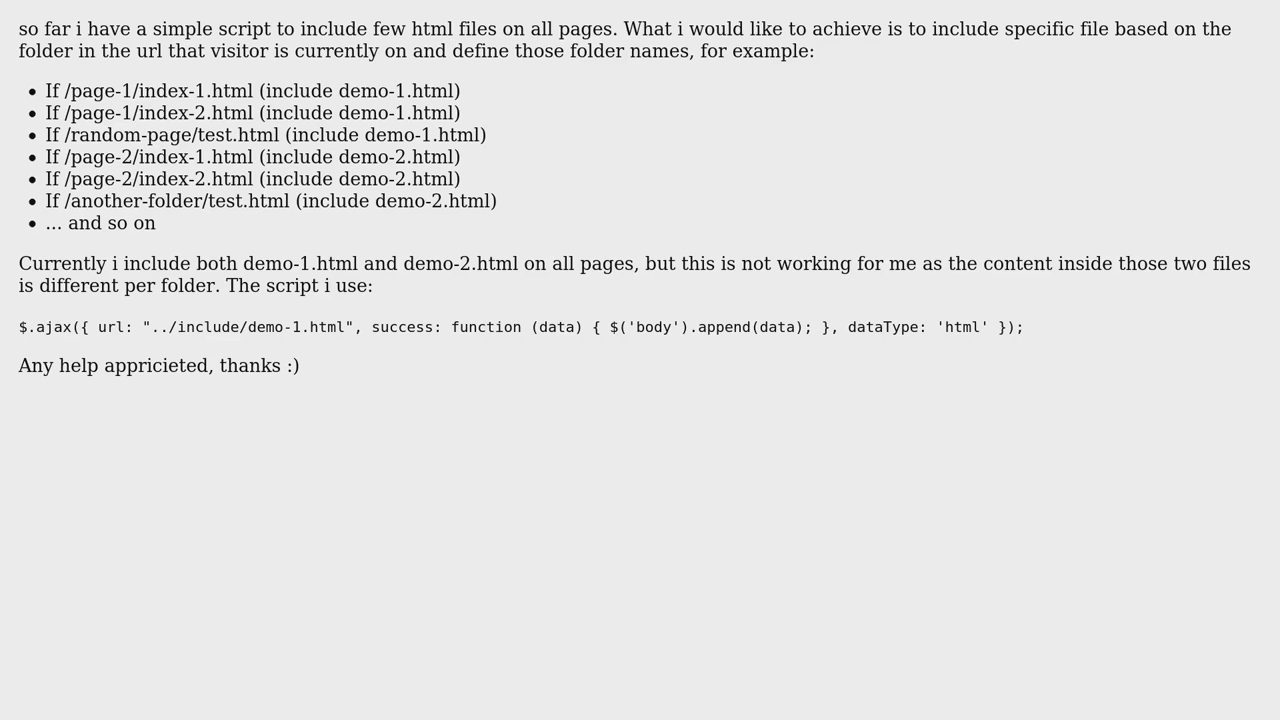 so far i have a simple script to include few html files on all pages. What i would like to achieve is to include specific file based on the
folder in the url that visitor is currently on and define those folder names, for example:
• If /page-1/index-1.html (include demo-1.html)
• If /page-1/index-2.html (include demo-1.html)
• If /random-page/test.html (include demo-1.html)
• If /page-2/index-1.html (include demo-2.html)
• If /page-2/index-2.html (include demo-2.html)
• If /another-folder/test.html (include demo-2.html)
• ... and so on
Currently i include both demo-1.html and demo-2.html on all pages, but this is not working for me as the content inside those two files
is different per folder. The script i use:
$.ajax({ url: "../include/demo-1.html", success: function (data) { $('body').append(data); }, dataType: 'html' });
Any help appricieted, thanks :)